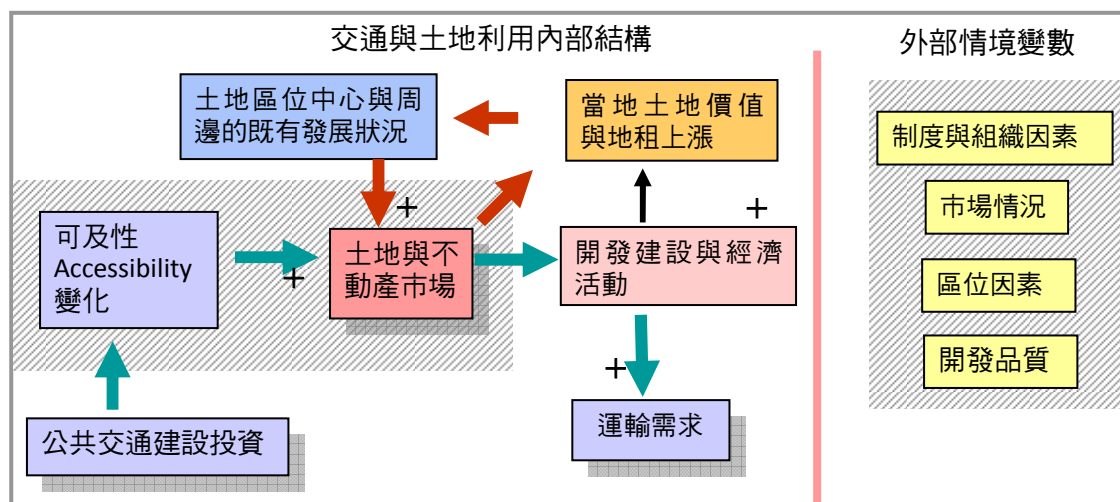 交通與土地利用內部結構
外部情境變數
土地區位中心與周
邊的既有發展狀況
當地土地價值
與地租上漲
制度與組織因素
市場情況
+
+
可及性
Accessibility
變化
+
土地與不
動產市場
開發建設與經濟
活動
區位因素
開發品質
+
公共交通建設投資
運輸需求